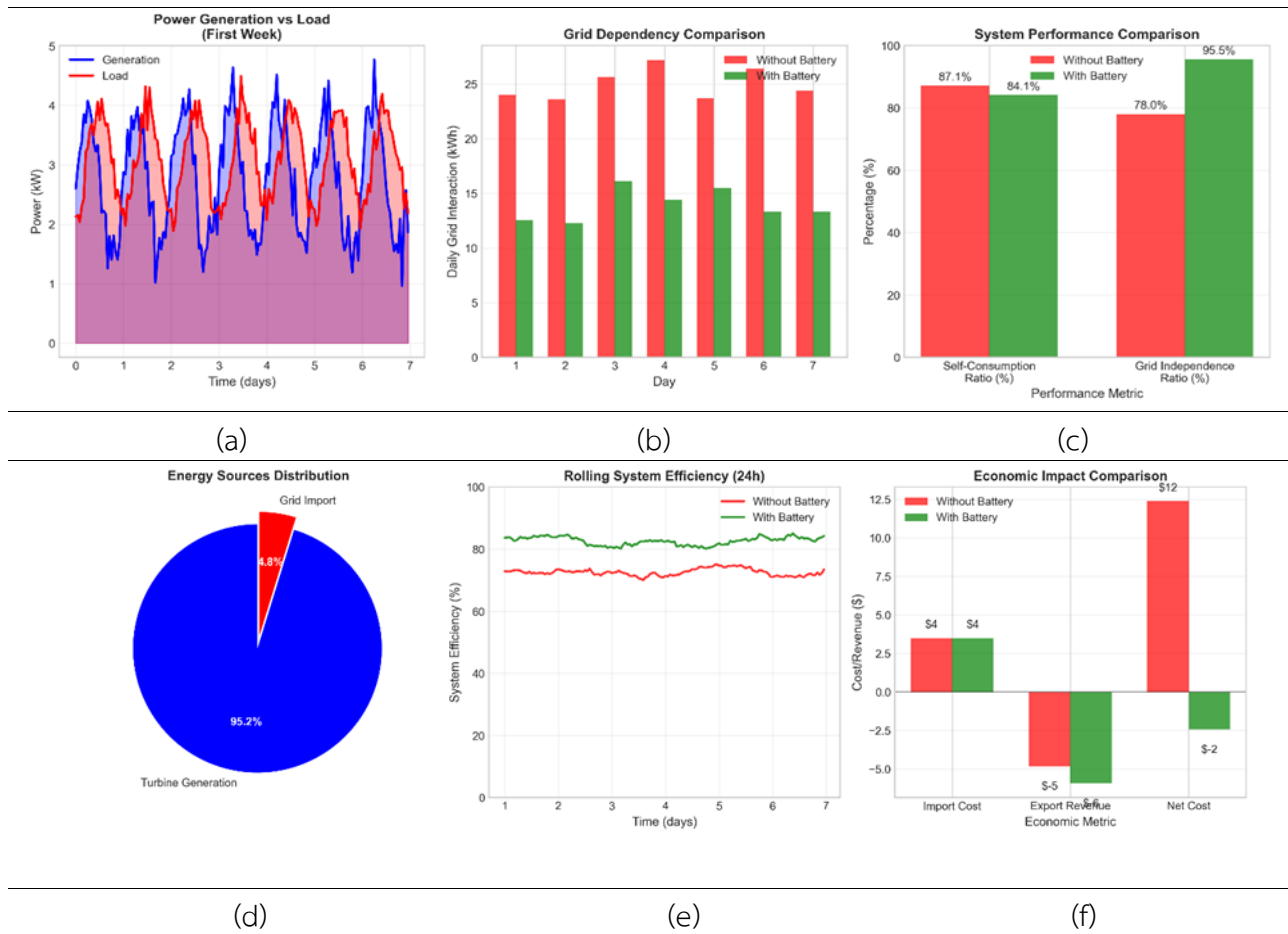 Power Generation vs Load
(First Week)
Generation
Load
5
4
3
2
1
0
Power (kW)
0 1 2 3 4 5 6 7
Time (days)
Grid Dependency Comparison
Without Battery
With Battery
25
20
15
10
5
0
Daily Grid Interaction (kWh)
1 2 3 4 5 6 7
Day
System Performance Comparison
Without Battery
With Battery
100
80
60
40
20
0
Percentage (%)
87.1%
84.1%
78.0%
95.5%
Self-Consumption
Ratio (%)
Grid Independence
Ratio (%)
Performance Metric
(a) (b) (c)
Energy Sources Distribution
Grid Import
4.8%
95.2%
Turbine Generation
Rolling System Efficiency (24h)
Without Battery
With Battery
100
80
60
40
20
0
System Efficiency (%)
1 2 3 4 5 6 7
Time (days)
Economic Impact Comparison
Without Battery
With Battery
12.5
10.0
7.5
5.0
2.5
0.0
−2.5
−5.0
Cost/Revenue ($)
$4
$4
$-5
$-6
$12
$-2
Import Cost
Export Revenue
Net Cost
Economic Metric
(d) (e) (f)